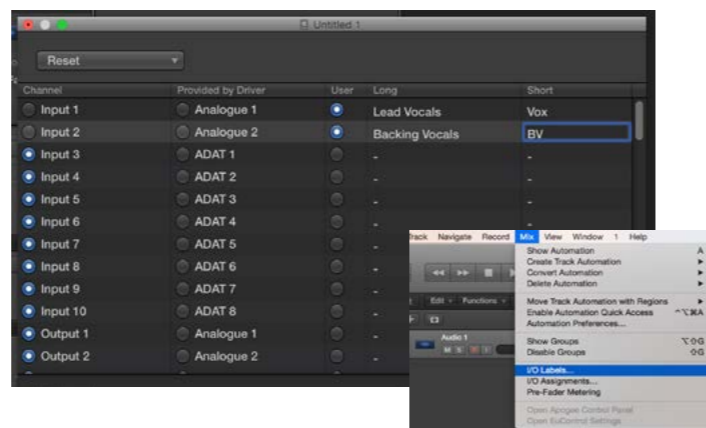 Untitled 1
Reset
Channel Provided by Driver User Long Short
Input 1 Analogue 1 Lead Vocals Vox
Input 2 Analogue 2 Backing Vocals BV
Input 3 ADAT 1 - -
Input 4 ADAT 2 - -
Input 5 ADAT 3 - -
Input 6 ADAT 4 - -
Input 7 ADAT 5 -
Input 8 ADAT 6 -
Input 9 ADAT 7 -
Input 10 ADAT 8 -
Output 1 Analogue 1 -
Output 2 Analogue 2 -
Track Navigate Record Mix View Window 1 Help
Show Automation A
Create Track Automation
Convert Automation
Delete Automation
Move Track Automation with Regions
Enable Automation Quick Access ^⌥⌘A
Automation Preferences...
Show Groups ⌥⇧G
Disable Groups ⇧G
I/O Labels...
I/O Assignments...
Pre-Fader Metering
Open Apogee Control Panel
Open EuControl Settings
Edit Functions
Audio 1
M S R I